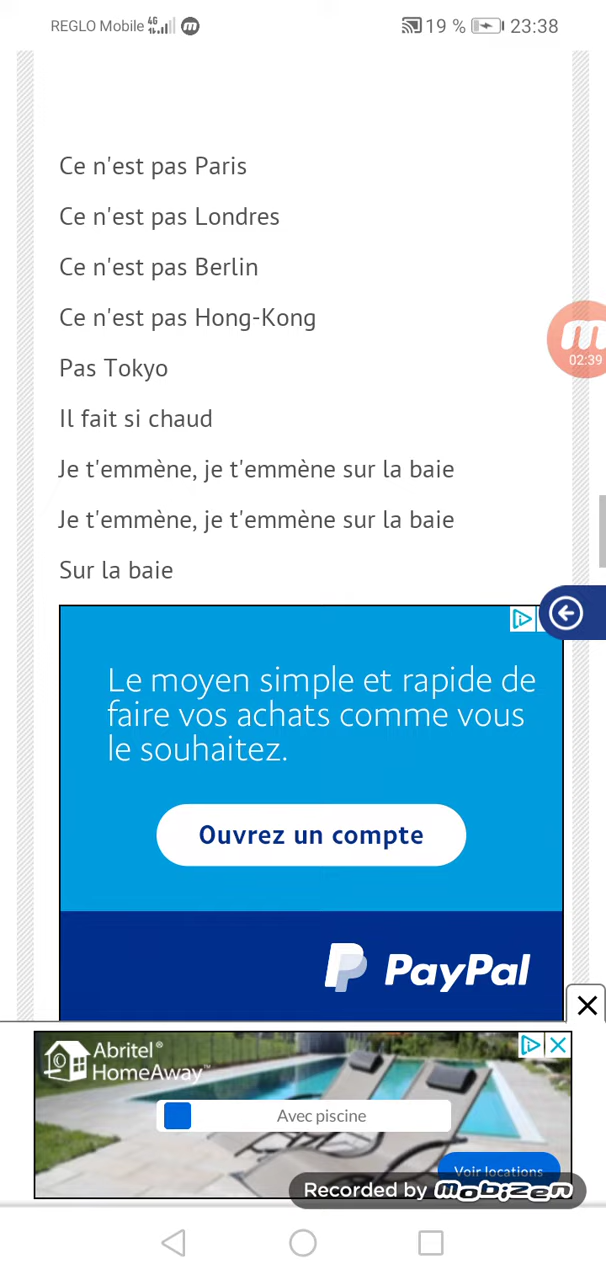 REGLO Mobile 4G 19 % 23:38
Ce n'est pas Paris
Ce n'est pas Londres
Ce n'est pas Berlin
Ce n'est pas Hong-Kong
Pas Tokyo
Il fait si chaud
Je t'emmène, je t'emmène sur la baie
Je t'emmène, je t'emmène sur la baie
Sur la baie
02:39
Le moyen simple et rapide de
faire vos achats comme vous
le souhaitez.
Ouvrez un compte
PayPal
Abritel®
HomeAway™
Avec piscine
Voir locations
Recorded by mobizen